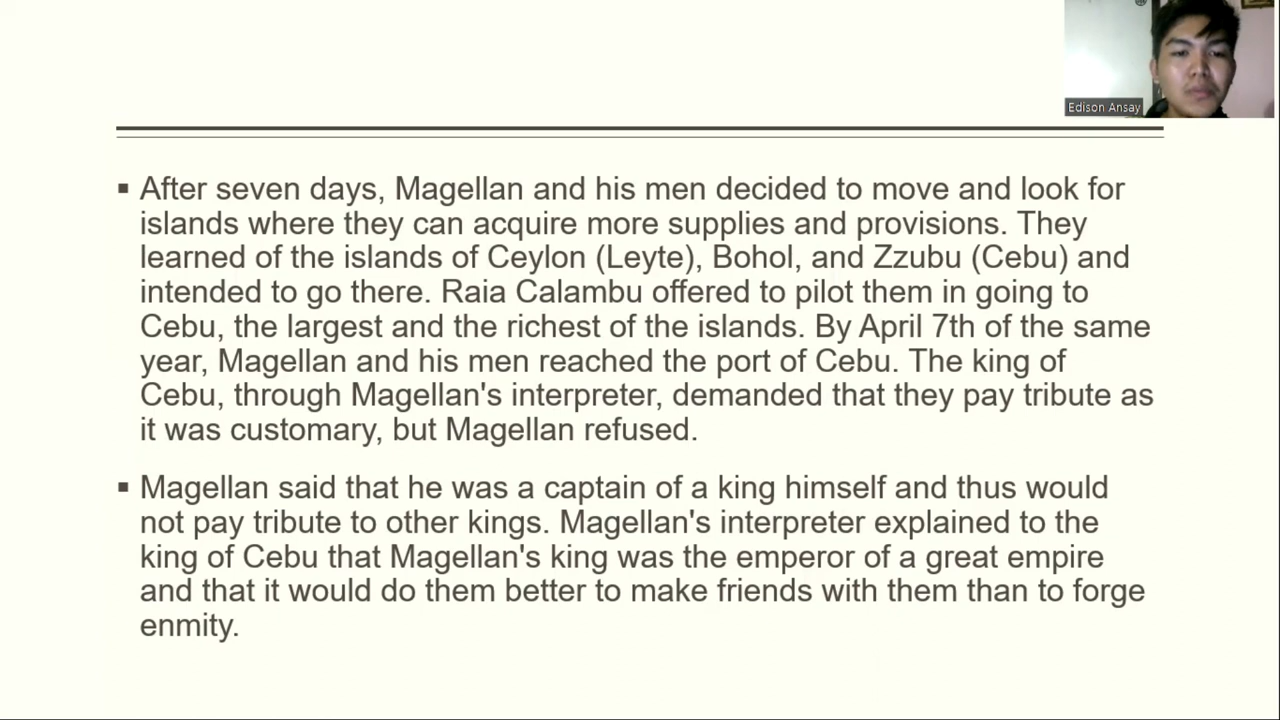 Edison Ansay
▪ After seven days, Magellan and his men decided to move and look for
islands where they can acquire more supplies and provisions. They
learned of the islands of Ceylon (Leyte), Bohol, and Zzubu (Cebu) and
intended to go there. Raia Calambu offered to pilot them in going to
Cebu, the largest and the richest of the islands. By April 7th of the same
year, Magellan and his men reached the port of Cebu. The king of
Cebu, through Magellan's interpreter, demanded that they pay tribute as
it was customary, but Magellan refused.
▪ Magellan said that he was a captain of a king himself and thus would
not pay tribute to other kings. Magellan's interpreter explained to the
king of Cebu that Magellan's king was the emperor of a great empire
and that it would do them better to make friends with them than to forge
enmity.